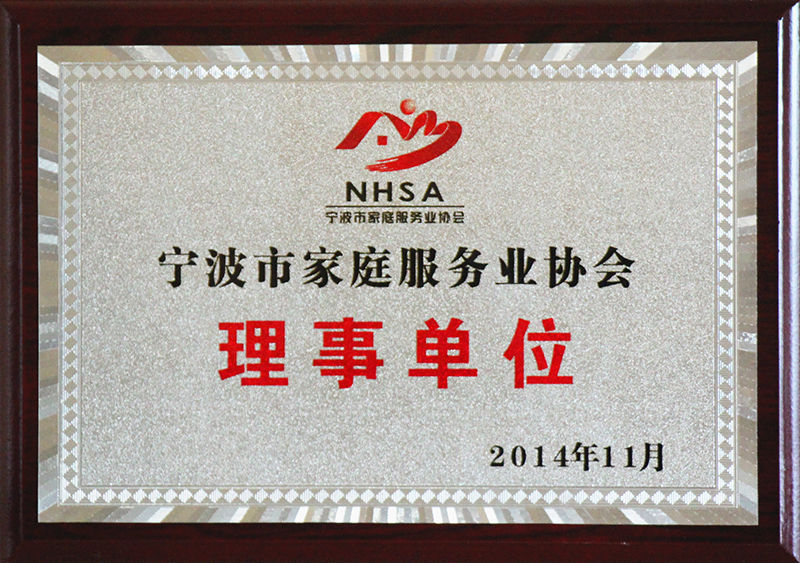 NHSA
宁波市家庭服务业协会
宁波市家庭服务业协会
理事单位
2014年11月